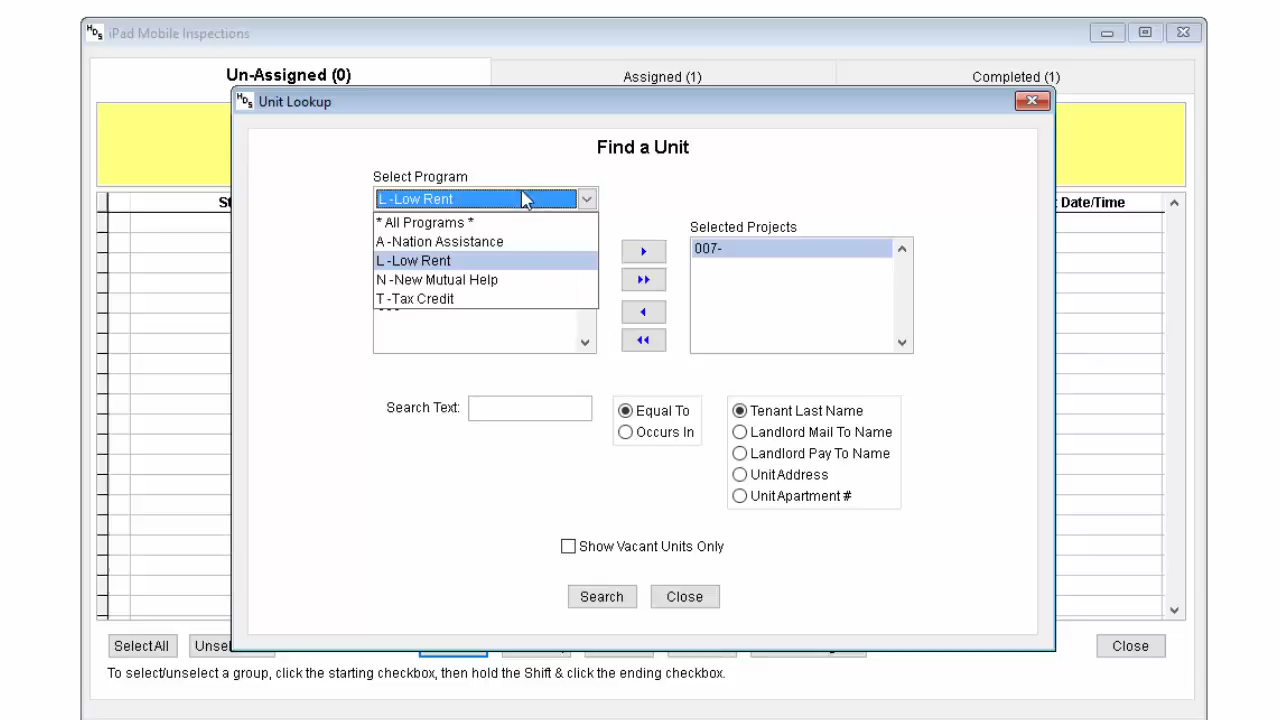 HDS iPad Mobile Inspections
Un-Assigned (0)
Assigned (1)
Completed (1)
HDS Unit Lookup
Find a Unit
Select Program
L -Low Rent
* All Programs *
A -Nation Assistance
L -Low Rent
N -New Mutual Help
T -Tax Credit
Selected Projects
007-
St
Date/Time
Search Text:
Equal To
Occurs In
Tenant Last Name
Landlord Mail To Name
Landlord Pay To Name
Unit Address
Unit Apartment #
Show Vacant Units Only
Search
Close
Select All
Unse
Close
To select/unselect a group, click the starting checkbox, then hold the Shift & click the ending checkbox.